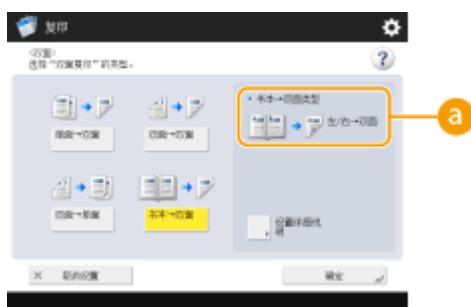 复印
<双面>
选择“双面复印”的类型。
?
单面→双面
双面→双面
双面→单面
书本→双面
书本→双面类型
左/右→双面
a
设置详细说明
× 取消设置
确定